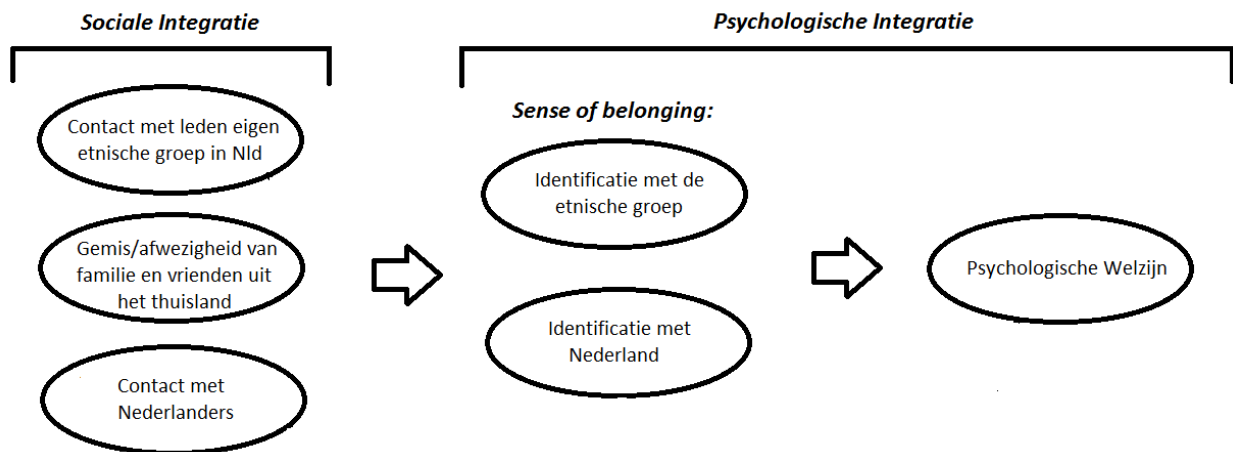 Sociale Integratie
Psychologische Integratie
Contact met leden eigen
etnische groep in Nld
Gemis/afwezigheid van
familie en vrienden uit
het thuisland
Contact met
Nederlanders
Sense of belonging:
Identificatie met de
etnische groep
Identificatie met
Nederland
Psychologische Welzijn